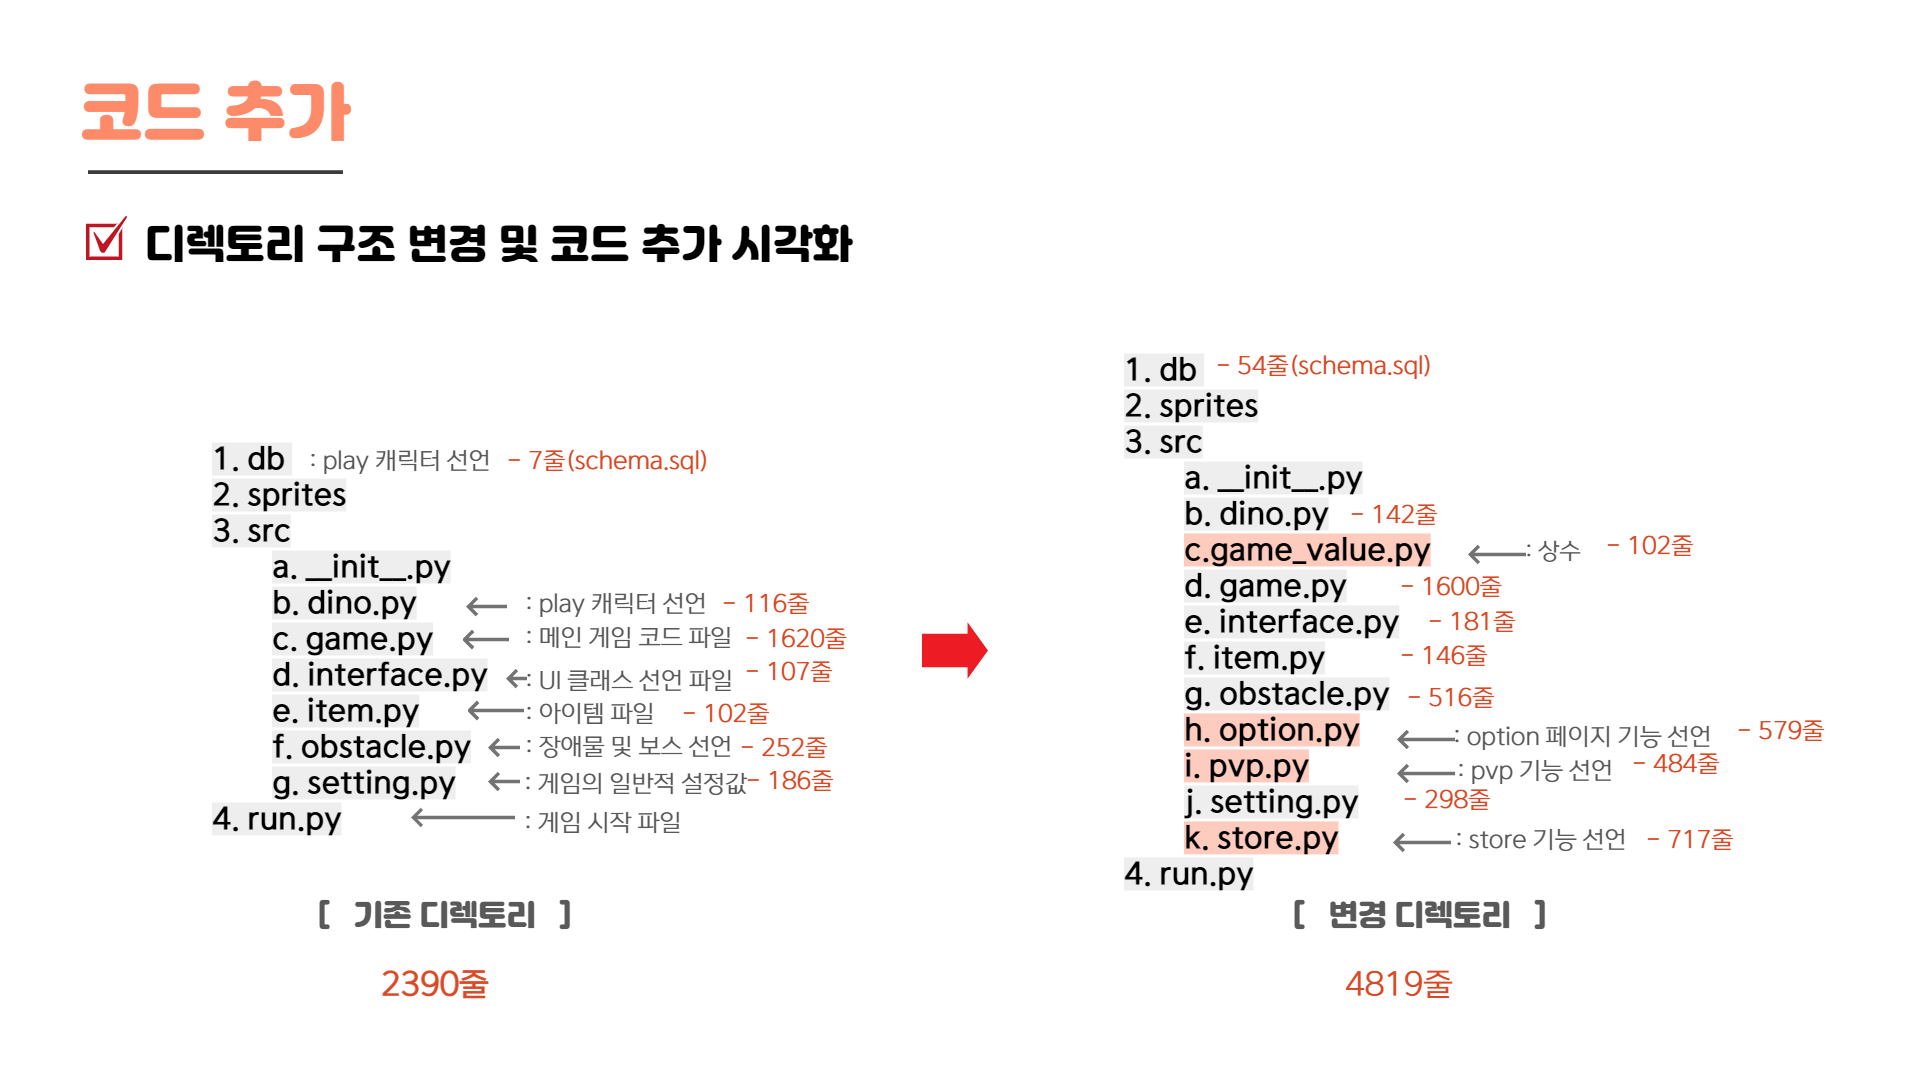 코드 추가
디렉토리 구조 변경 및 코드 추가 시각화
1. db : play 캐릭터 선언 - 7줄(schema.sql)
2. sprites
3. src
a. __init__.py
b. dino.py : play 캐릭터 선언 - 116줄
c. game.py : 메인 게임 코드 파일 - 1620줄
d. interface.py : UI 클래스 선언 파일 - 107줄
e. item.py : 아이템 파일 - 102줄
f. obstacle.py : 장애물 및 보스 선언 - 252줄
g. setting.py : 게임의 일반적 설정값 - 186줄
4. run.py : 게임 시작 파일
[ 기존 디렉토리 ]
2390줄
1. db - 54줄(schema.sql)
2. sprites
3. src
a. __init__.py
b. dino.py - 142줄
c.game_value.py : 상수 - 102줄
d. game.py - 1600줄
e. interface.py - 181줄
f. item.py - 146줄
g. obstacle.py - 516줄
h. option.py : option 페이지 기능 선언 - 579줄
i. pvp.py : pvp 기능 선언 - 484줄
j. setting.py - 298줄
k. store.py : store 기능 선언 - 717줄
4. run.py
[ 변경 디렉토리 ]
4819줄